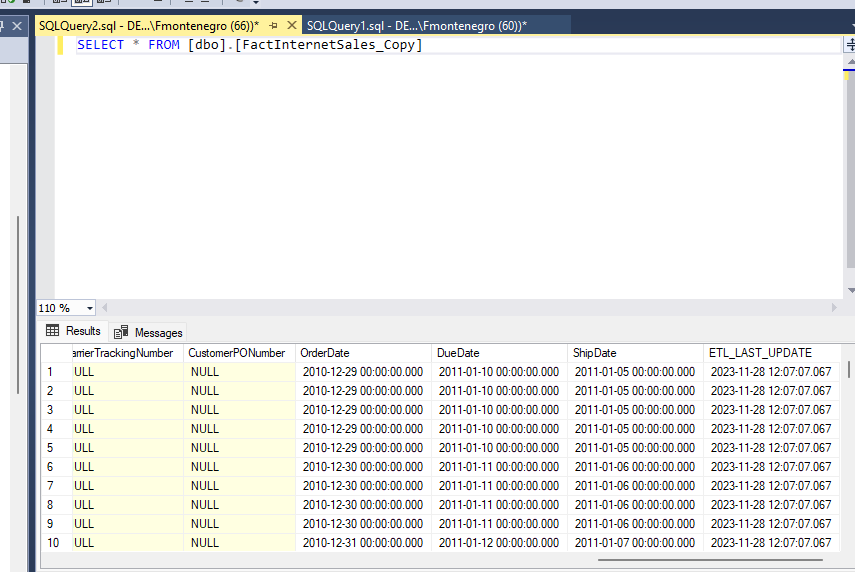 SQLQuery2.sql - DE...\Fmontenegro (66))* SQLQuery1.sql - DE...\Fmontenegro (60))*
SELECT * FROM [dbo].[FactInternetSales_Copy]
110 %
Results Messages
arrierTrackingNumber CustomerPONumber OrderDate DueDate ShipDate ETL_LAST_UPDATE
1 ULL NULL 2010-12-29 00:00:00.000 2011-01-10 00:00:00.000 2011-01-05 00:00:00.000 2023-11-28 12:07:07.067
2 ULL NULL 2010-12-29 00:00:00.000 2011-01-10 00:00:00.000 2011-01-05 00:00:00.000 2023-11-28 12:07:07.067
3 ULL NULL 2010-12-29 00:00:00.000 2011-01-10 00:00:00.000 2011-01-05 00:00:00.000 2023-11-28 12:07:07.067
4 ULL NULL 2010-12-29 00:00:00.000 2011-01-10 00:00:00.000 2011-01-05 00:00:00.000 2023-11-28 12:07:07.067
5 ULL NULL 2010-12-29 00:00:00.000 2011-01-10 00:00:00.000 2011-01-05 00:00:00.000 2023-11-28 12:07:07.067
6 ULL NULL 2010-12-30 00:00:00.000 2011-01-11 00:00:00.000 2011-01-06 00:00:00.000 2023-11-28 12:07:07.067
7 ULL NULL 2010-12-30 00:00:00.000 2011-01-11 00:00:00.000 2011-01-06 00:00:00.000 2023-11-28 12:07:07.067
8 ULL NULL 2010-12-30 00:00:00.000 2011-01-11 00:00:00.000 2011-01-06 00:00:00.000 2023-11-28 12:07:07.067
9 ULL NULL 2010-12-30 00:00:00.000 2011-01-11 00:00:00.000 2011-01-06 00:00:00.000 2023-11-28 12:07:07.067
10 ULL NULL 2010-12-31 00:00:00.000 2011-01-12 00:00:00.000 2011-01-07 00:00:00.000 2023-11-28 12:07:07.067